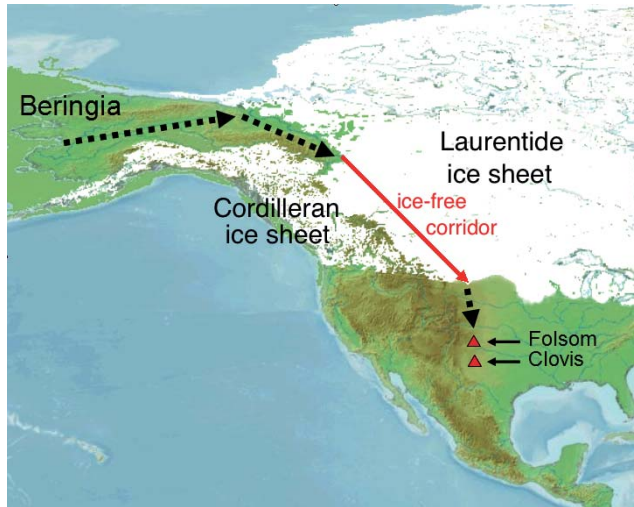 Beringia
Laurentide
ice sheet
ice-free
corridor
Cordilleran
ice sheet
Folsom
Clovis